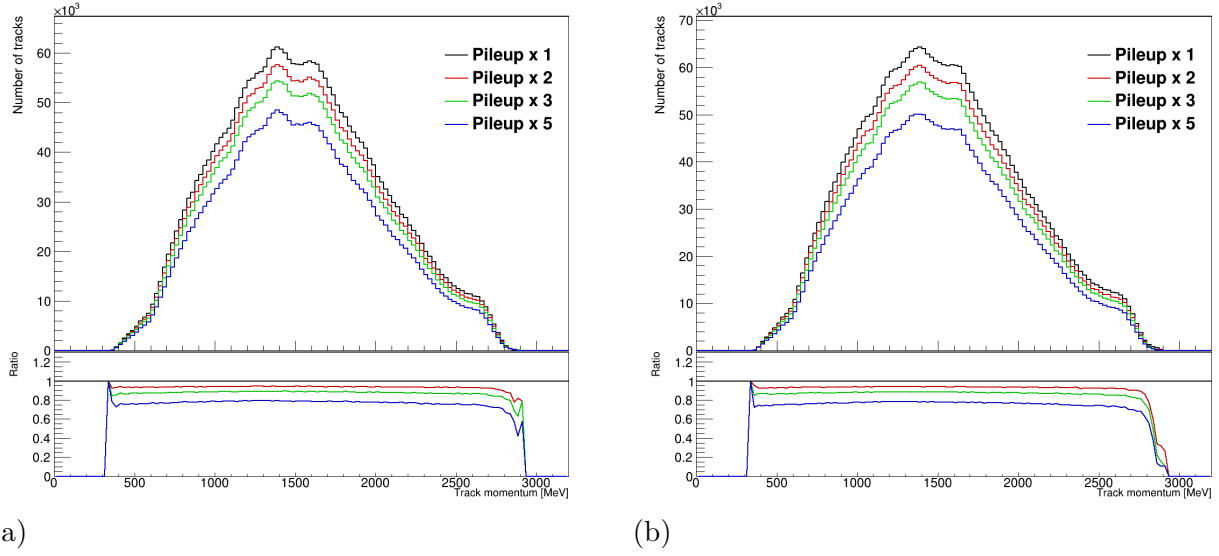 ×10³
Number of tracks
60
50
40
30
20
10
0
Pileup x 1
Pileup x 2
Pileup x 3
Pileup x 5
Ratio
1.2
1
0.8
0.6
0.4
0.2
0
0 500 1000 1500 2000 2500 3000
Track momentum [MeV]
a)
×10³
Number of tracks
70
60
50
40
30
20
10
0
Pileup x 1
Pileup x 2
Pileup x 3
Pileup x 5
Ratio
1.2
1
0.8
0.6
0.4
0.2
0
0 500 1000 1500 2000 2500 3000
Track momentum [MeV]
(b)